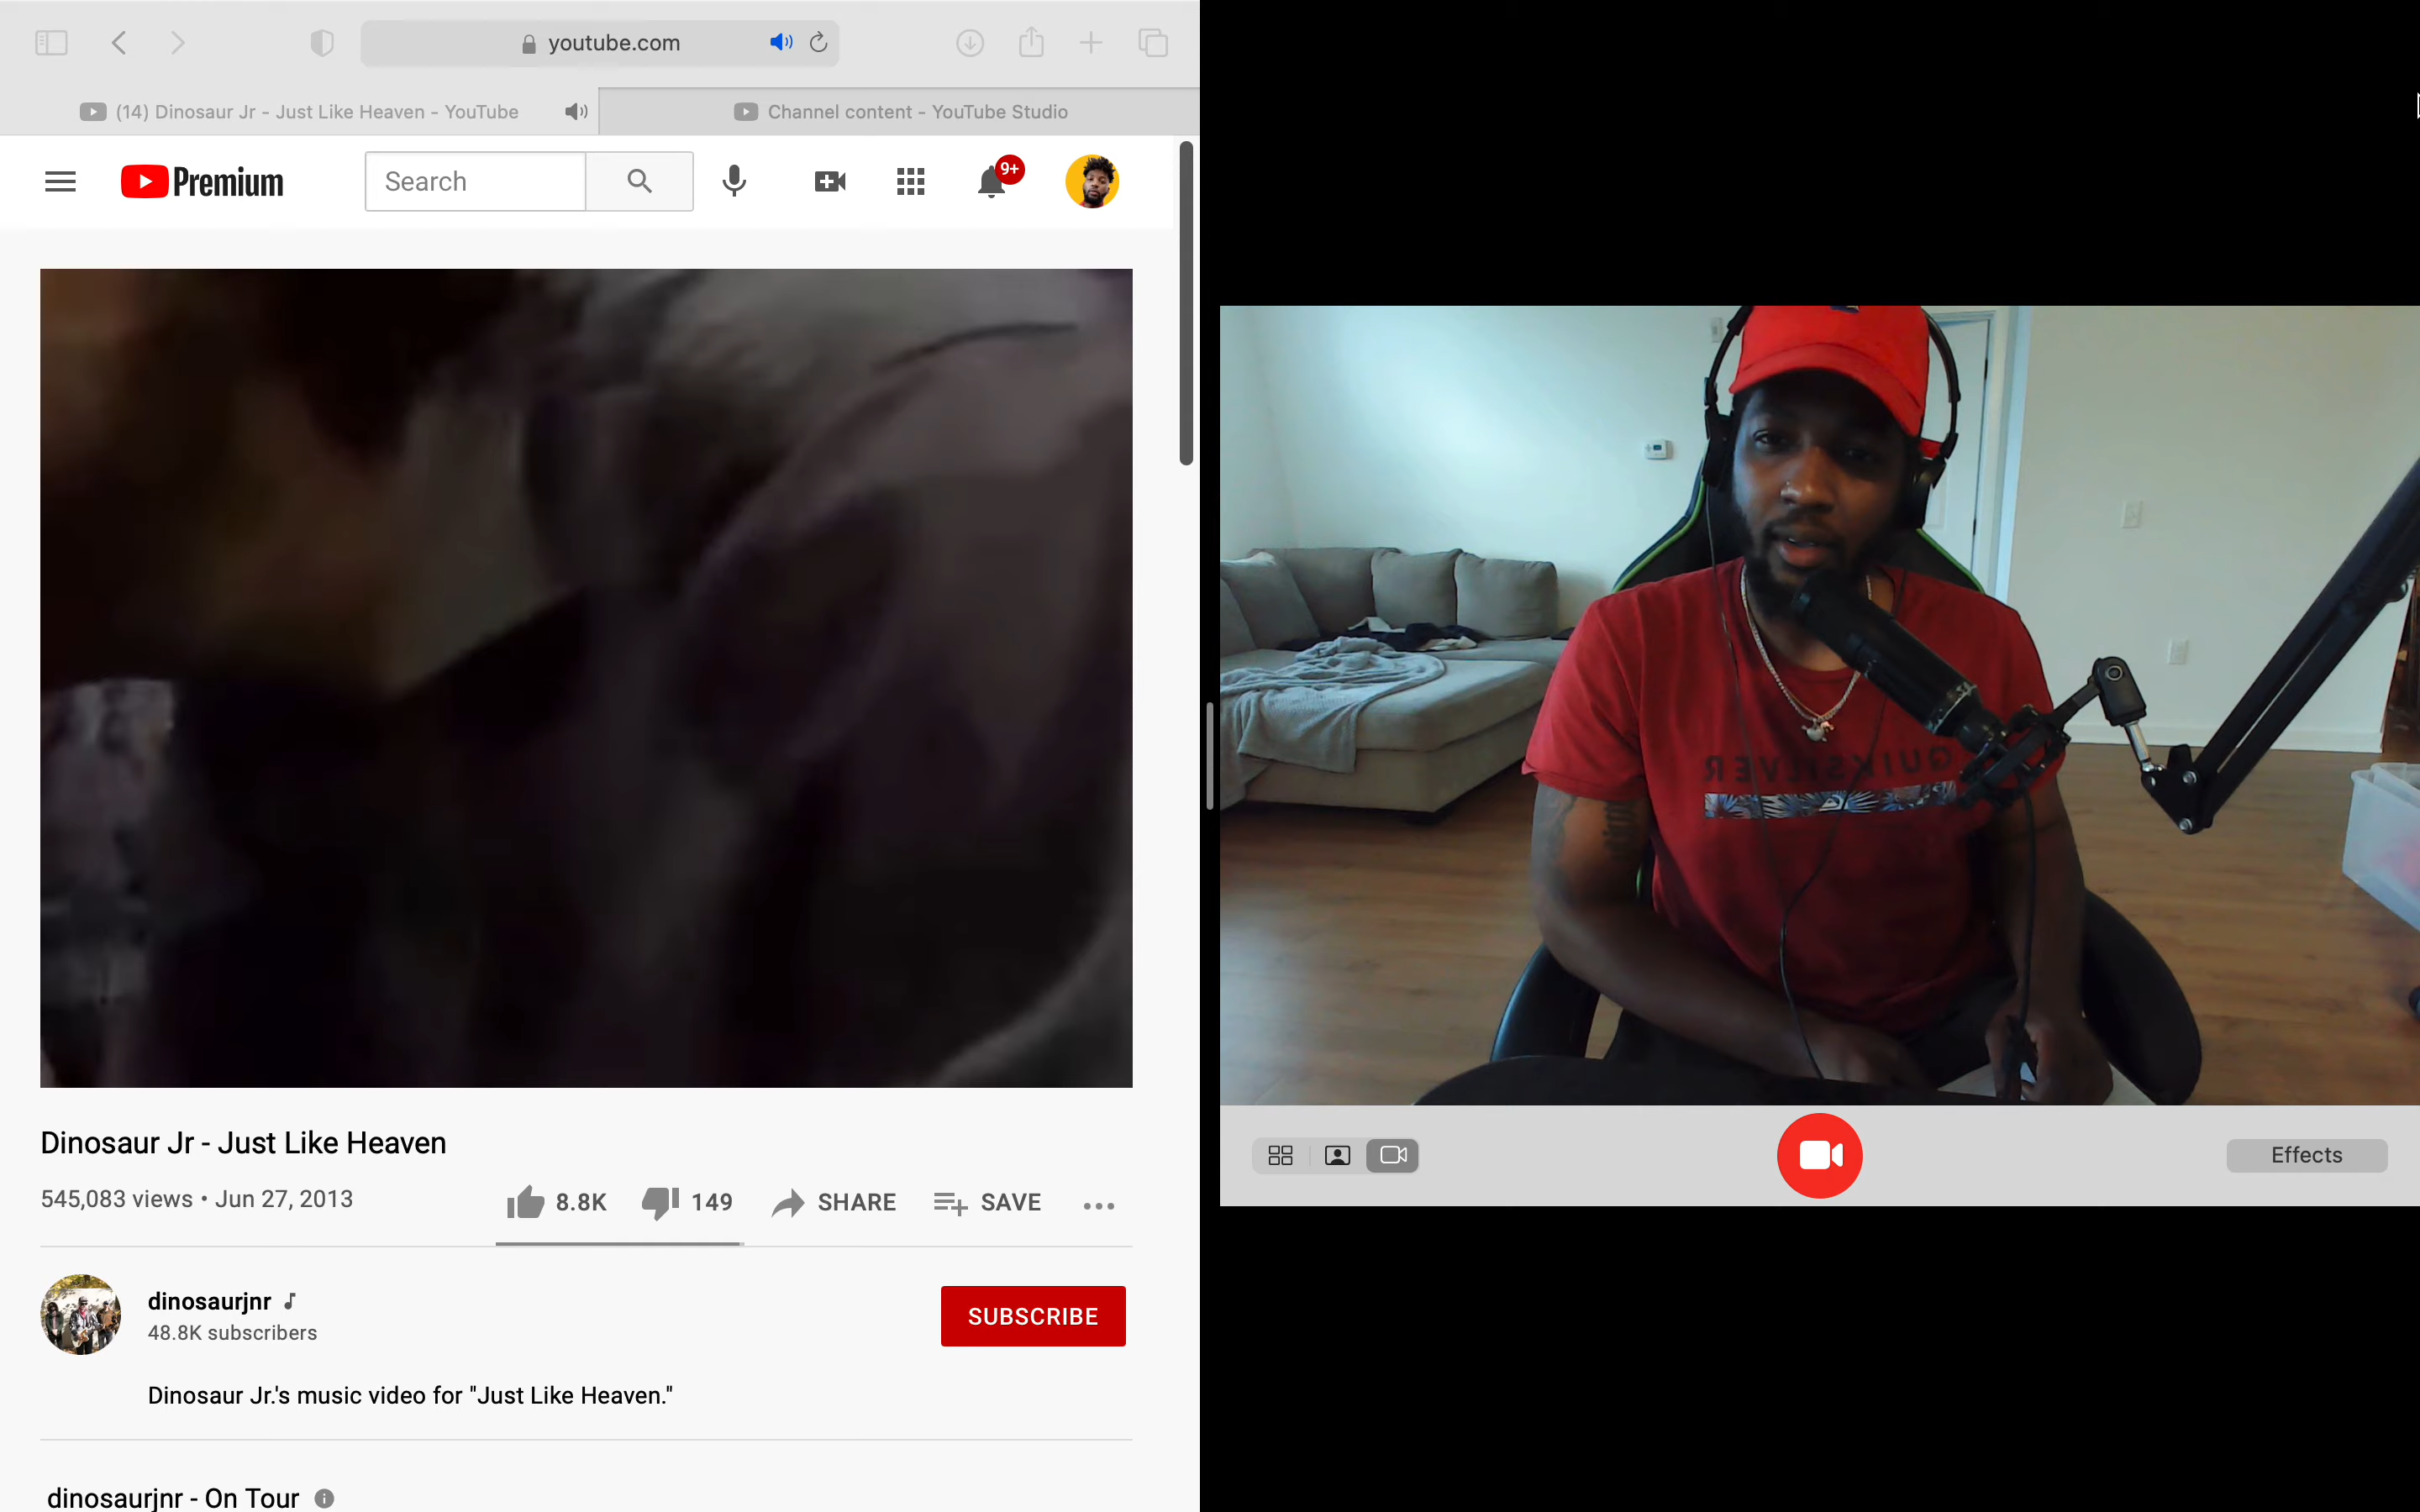 youtube.com
(14) Dinosaur Jr - Just Like Heaven - YouTube
Channel content - YouTube Studio
Premium
Search
9+
QUIKSILVER
Dinosaur Jr - Just Like Heaven
545,083 views • Jun 27, 2013
8.8K
149
SHARE
SAVE
Effects
dinosaurjnr
48.8K subscribers
SUBSCRIBE
Dinosaur Jr.'s music video for "Just Like Heaven."
dinosaurjnr - On Tour